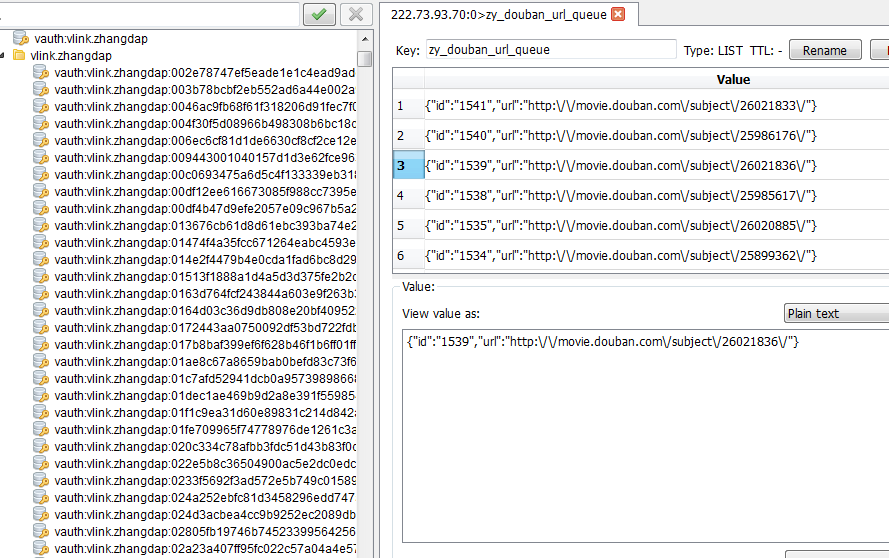 vauth:vlink.zhangdap
vlink.zhangdap
vauth:vlink.zhangdap:002e78747ef5eade1e1c4ead9ad
vauth:vlink.zhangdap:003b78bcbf2eb552ad6a44e002a
vauth:vlink.zhangdap:0046ac9fb68f61f318206d91fec7f0
vauth:vlink.zhangdap:004f30f5d08966b498308b6bc18d
vauth:vlink.zhangdap:006ec6cf81d1de6630cf8cf2ce12e
vauth:vlink.zhangdap:009443001040157d1d3e62fce96
vauth:vlink.zhangdap:00c0693475a6d5c4f133339eb318
vauth:vlink.zhangdap:00df12ee616673085f988cc7395e
vauth:vlink.zhangdap:00df4b47d9efe2057e09c967b5a2
vauth:vlink.zhangdap:013676cb61d8d61ebc393ba74e2
vauth:vlink.zhangdap:01474f4a35fcc671264eabc4593e
vauth:vlink.zhangdap:014e2f4479b4e0cda1fad6bc8d29
vauth:vlink.zhangdap:01513f1888a1d4a5d3d375fe2b2c
vauth:vlink.zhangdap:0163d764fcf243844a603e9f263b3
vauth:vlink.zhangdap:0164d03c36d9db808e20bf40952
vauth:vlink.zhangdap:0172443aa0750092df53bd722fdb
vauth:vlink.zhangdap:017b8baf399ef6f628b46f1b6ff01ff
vauth:vlink.zhangdap:01ae8c67a8659bab0befd83c73f6
vauth:vlink.zhangdap:01c7afd52941dcb0a95739898668
vauth:vlink.zhangdap:01dec1ae469b9d2a8e391f55985
vauth:vlink.zhangdap:01f1c9ea31d60e89831c214d842a
vauth:vlink.zhangdap:01fe709965f74778976de1261c3a
vauth:vlink.zhangdap:020c334c78afbb3fdc51d43b83f0c
vauth:vlink.zhangdap:022e5b8c36504900ac5e2dc0edc
vauth:vlink.zhangdap:0233f5692f3ad572e5b749c01589
vauth:vlink.zhangdap:024a252ebfc81d3458296edd747
vauth:vlink.zhangdap:024d3acbea4cc9b9252ec2089db
vauth:vlink.zhangdap:02805fb19746b74523399564256
vauth:vlink.zhangdap:02a23a407ff95fc022c57a04a4e57
222.73.93.70:0>zy_douban_url_queue
Key: zy_douban_url_queue Type: LIST TTL: - Rename
Value
1 {"id":"1541","url":"http:\/\/movie.douban.com\/subject\/26021833\/"}
2 {"id":"1540","url":"http:\/\/movie.douban.com\/subject\/25986176\/"}
3 {"id":"1539","url":"http:\/\/movie.douban.com\/subject\/26021836\/"}
4 {"id":"1538","url":"http:\/\/movie.douban.com\/subject\/25985617\/"}
5 {"id":"1535","url":"http:\/\/movie.douban.com\/subject\/26020885\/"}
6 {"id":"1534","url":"http:\/\/movie.douban.com\/subject\/25899362\/"}
Value:
View value as: Plain text
{"id":"1539","url":"http:\/\/movie.douban.com\/subject\/26021836\/"}